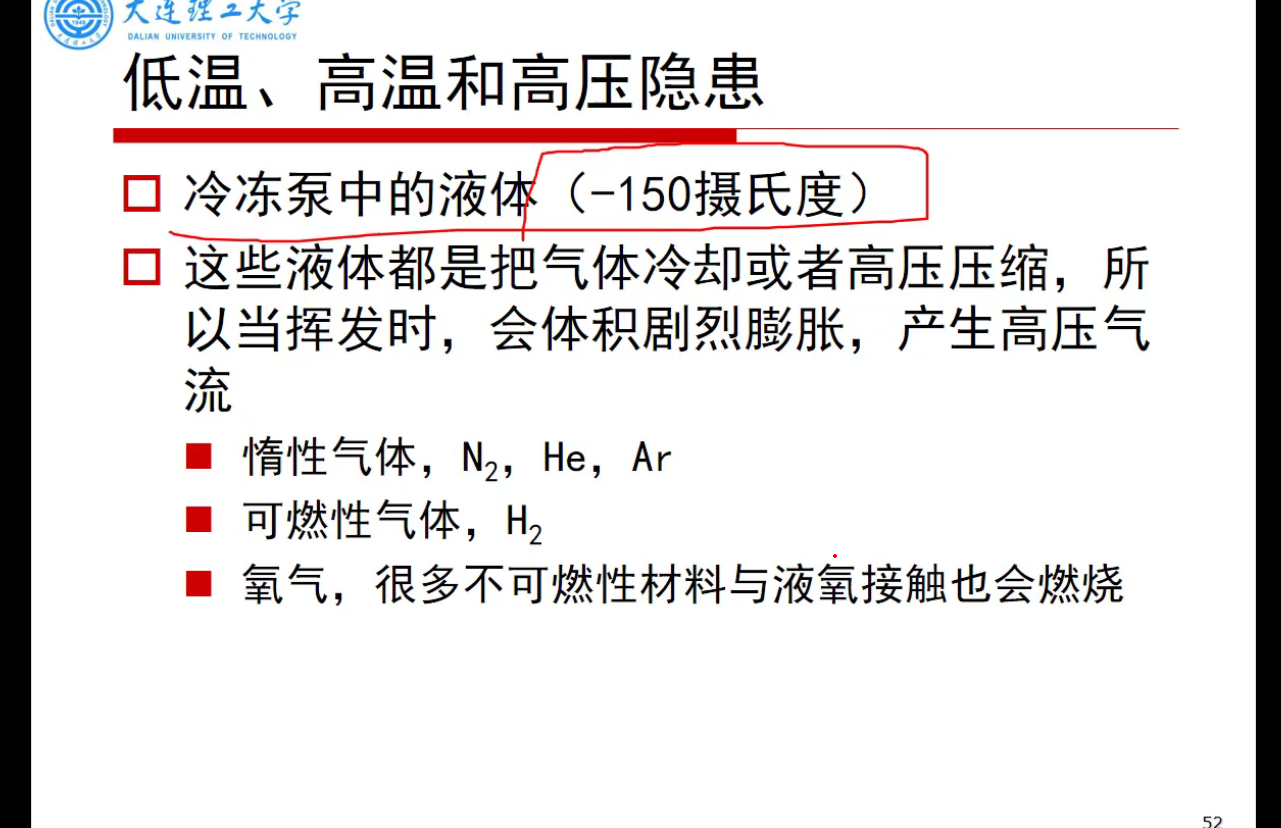 大连理工大学
DALIAN UNIVERSITY OF TECHNOLOGY
低温、高温和高压隐患
冷冻泵中的液体（-150摄氏度）
这些液体都是把气体冷却或者高压压缩，所
以当挥发时，会体积剧烈膨胀，产生高压气
流
惰性气体，N₂，He，Ar
可燃性气体，H₂
氧气，很多不可燃性材料与液氧接触也会燃烧
52